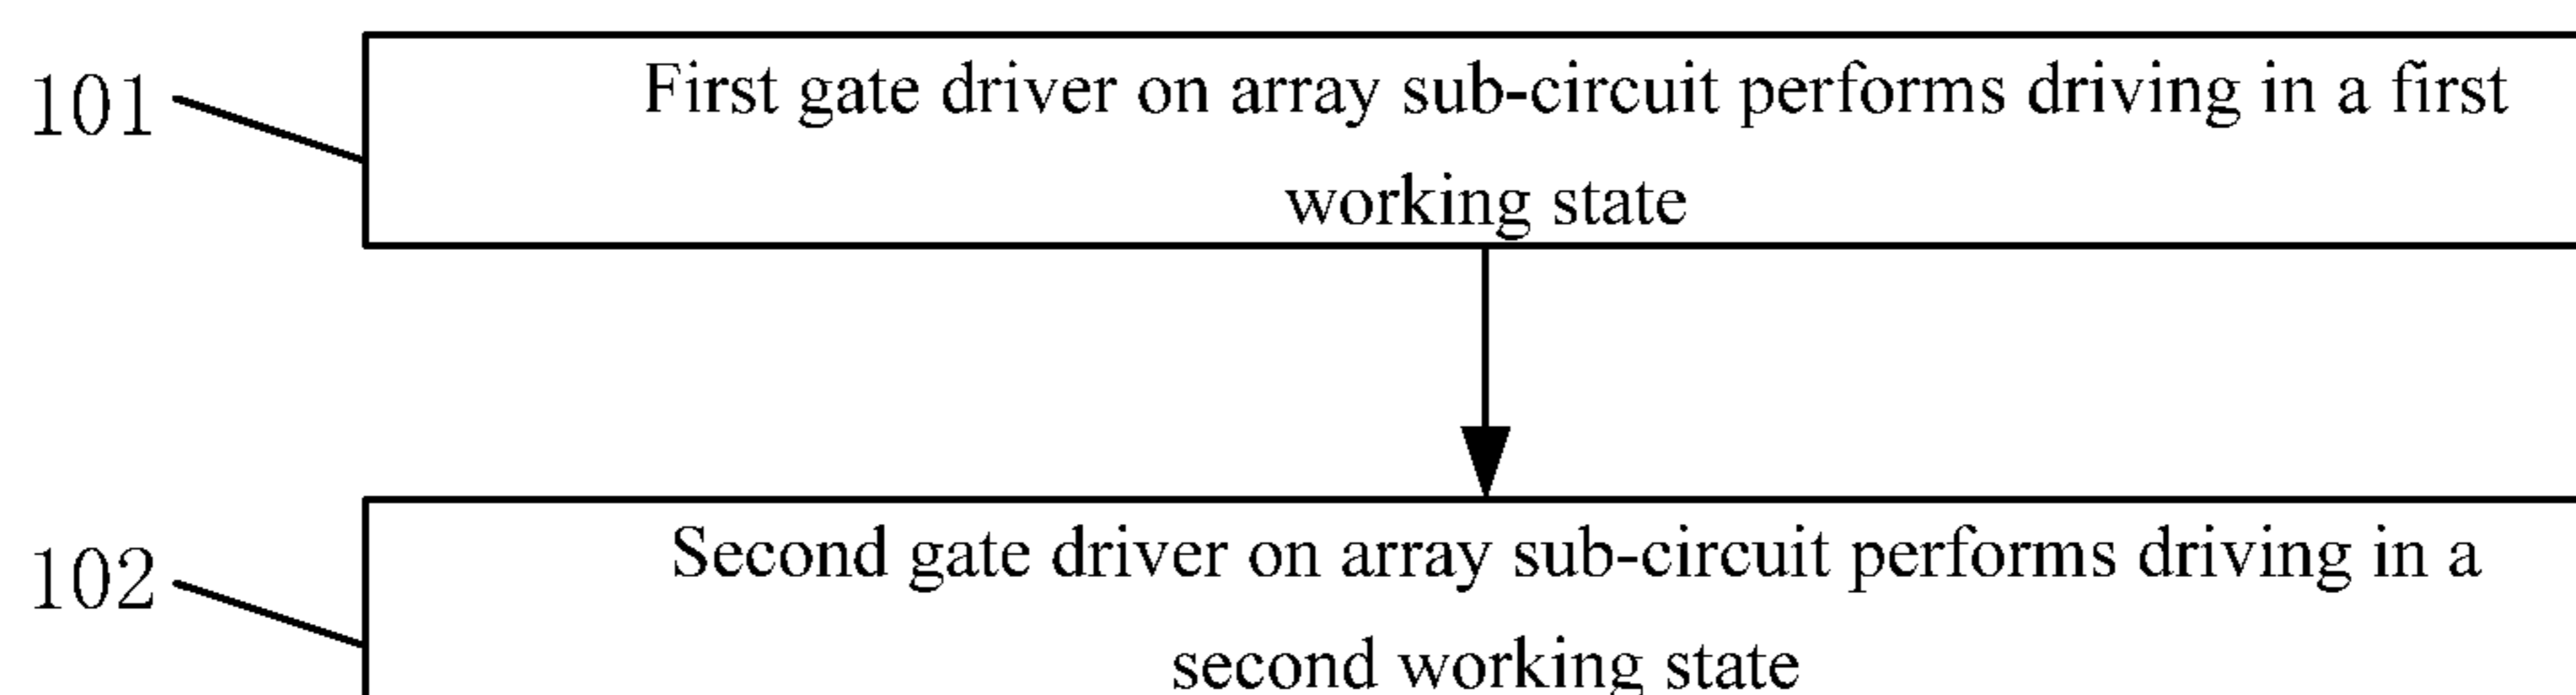 101
First gate driver on array sub-circuit performs driving in a first
working state
102
Second gate driver on array sub-circuit performs driving in a
second working state